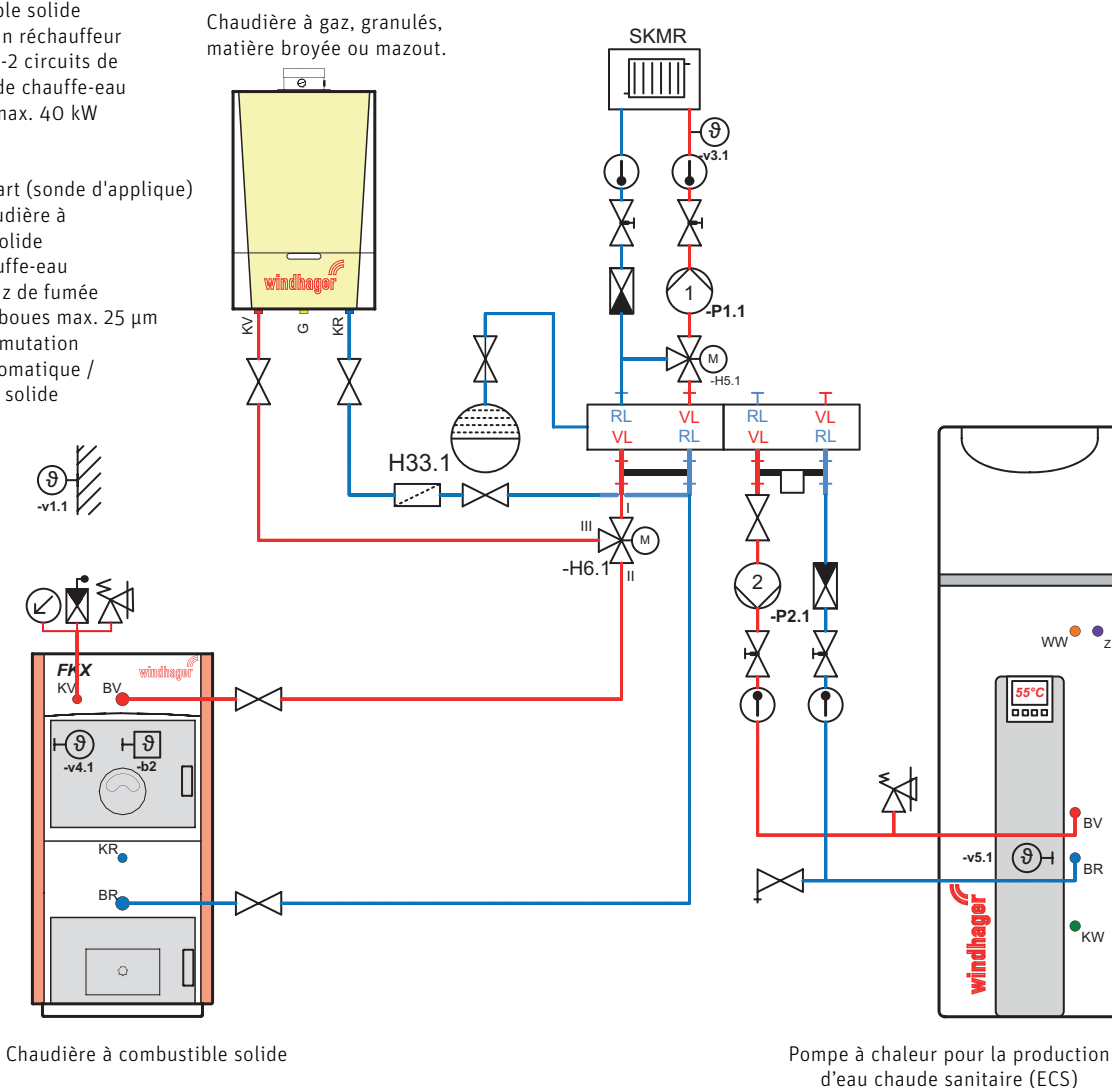 ble solide
n réchauffeur
-2 circuits de
de chauffe-eau
max. 40 kW
art (sonde d'applique)
udière à
solide
uffe-eau
z de fumée
boues max. 25 µm
mutation
omatique /
solide
Chaudière à gaz, granulés,
matière broyée ou mazout.
windhager
KV
G
KR
SKMR
-v3.1
1
-P1.1
M
-H5.1
RL VL RL VL
VL RL VL RL
H33.1
-v1.1
I
III
M
-H6.1
II
2
-P2.1
FKX
windhager
KV BV
-v4.1
-b2
KR
BR
WW
Z
55°C
BV
-v5.1
BR
KW
windhager
Chaudière à combustible solide
Pompe à chaleur pour la production
d'eau chaude sanitaire (ECS)